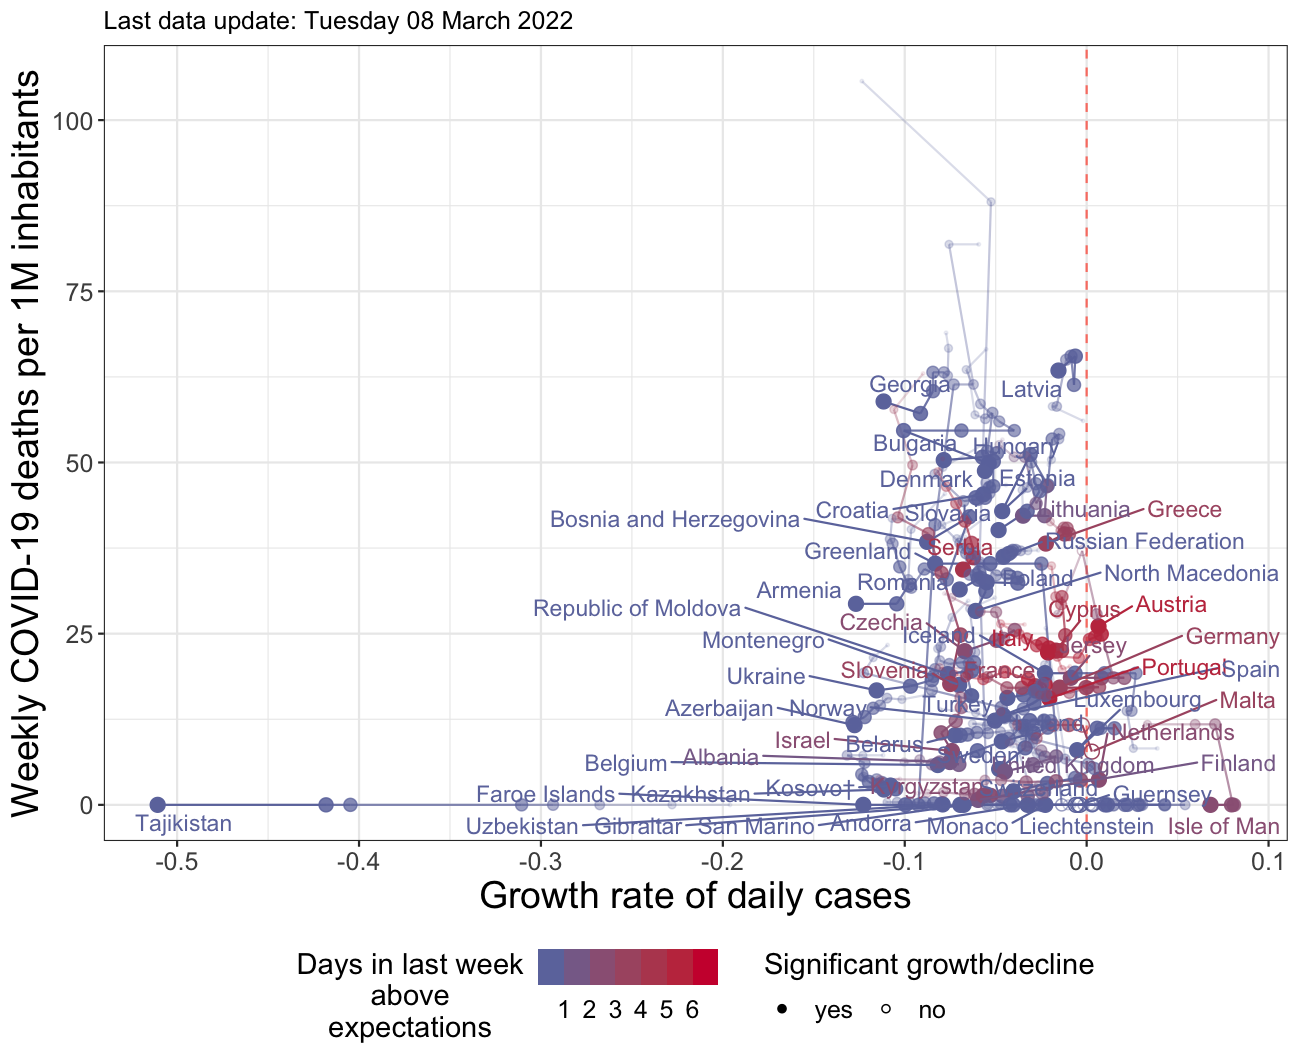 Last data update: Tuesday 08 March 2022
Weekly COVID-19 deaths per 1M inhabitants
100
75
50
25
0
Georgia
Latvia
Bulgaria
Hungary
Denmark
Estonia
Croatia
Slovakia
Lithuania
Greece
Bosnia and Herzegovina
Greenland
Serbia
Russian Federation
Armenia
Romania
Poland
North Macedonia
Republic of Moldova
Cyprus
Austria
Czechia
Iceland
Italy
Jersey
Germany
Montenegro
Slovenia
France
Portugal
Spain
Ukraine
Azerbaijan
Norway
Turkey
Luxembourg
Malta
Israel
Belarus
Netherlands
Albania
Sweden
Belgium
United Kingdom
Finland
Kosovo†
Kyrgyzstan
Switzerland
Faroe Islands
Kazakhstan
Guernsey
Tajikistan
Uzbekistan
Gibraltar
San Marino
Andorra
Monaco
Liechtenstein
Isle of Man
-0.5
-0.4
-0.3
-0.2
-0.1
0.0
0.1
Growth rate of daily cases
Days in last week
above
expectations
1 2 3 4 5 6
Significant growth/decline
yes
no